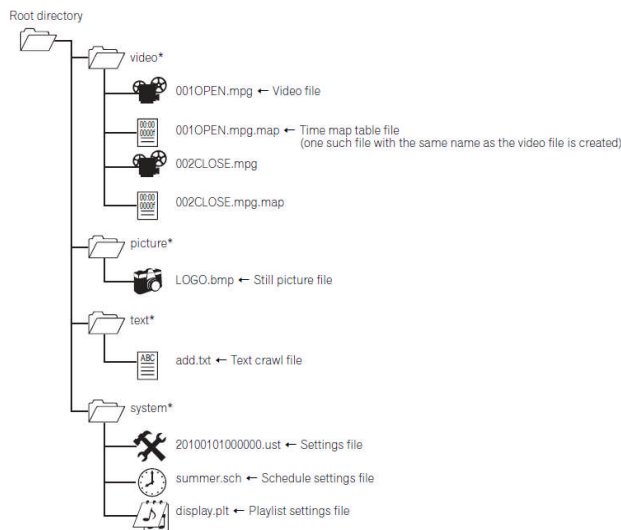 Root directory
video*
001OPEN.mpg ← Video file
00:00
0000f
001OPEN.mpg.map ← Time map table file
(one such file with the same name as the video file is created)
002CLOSE.mpg
00:00
0000f
002CLOSE.mpg.map
picture*
LOGO.bmp ← Still picture file
text*
ABC
add.txt ← Text crawl file
system*
20100101000000.ust ← Settings file
summer.sch ← Schedule settings file
display.plt ← Playlist settings file